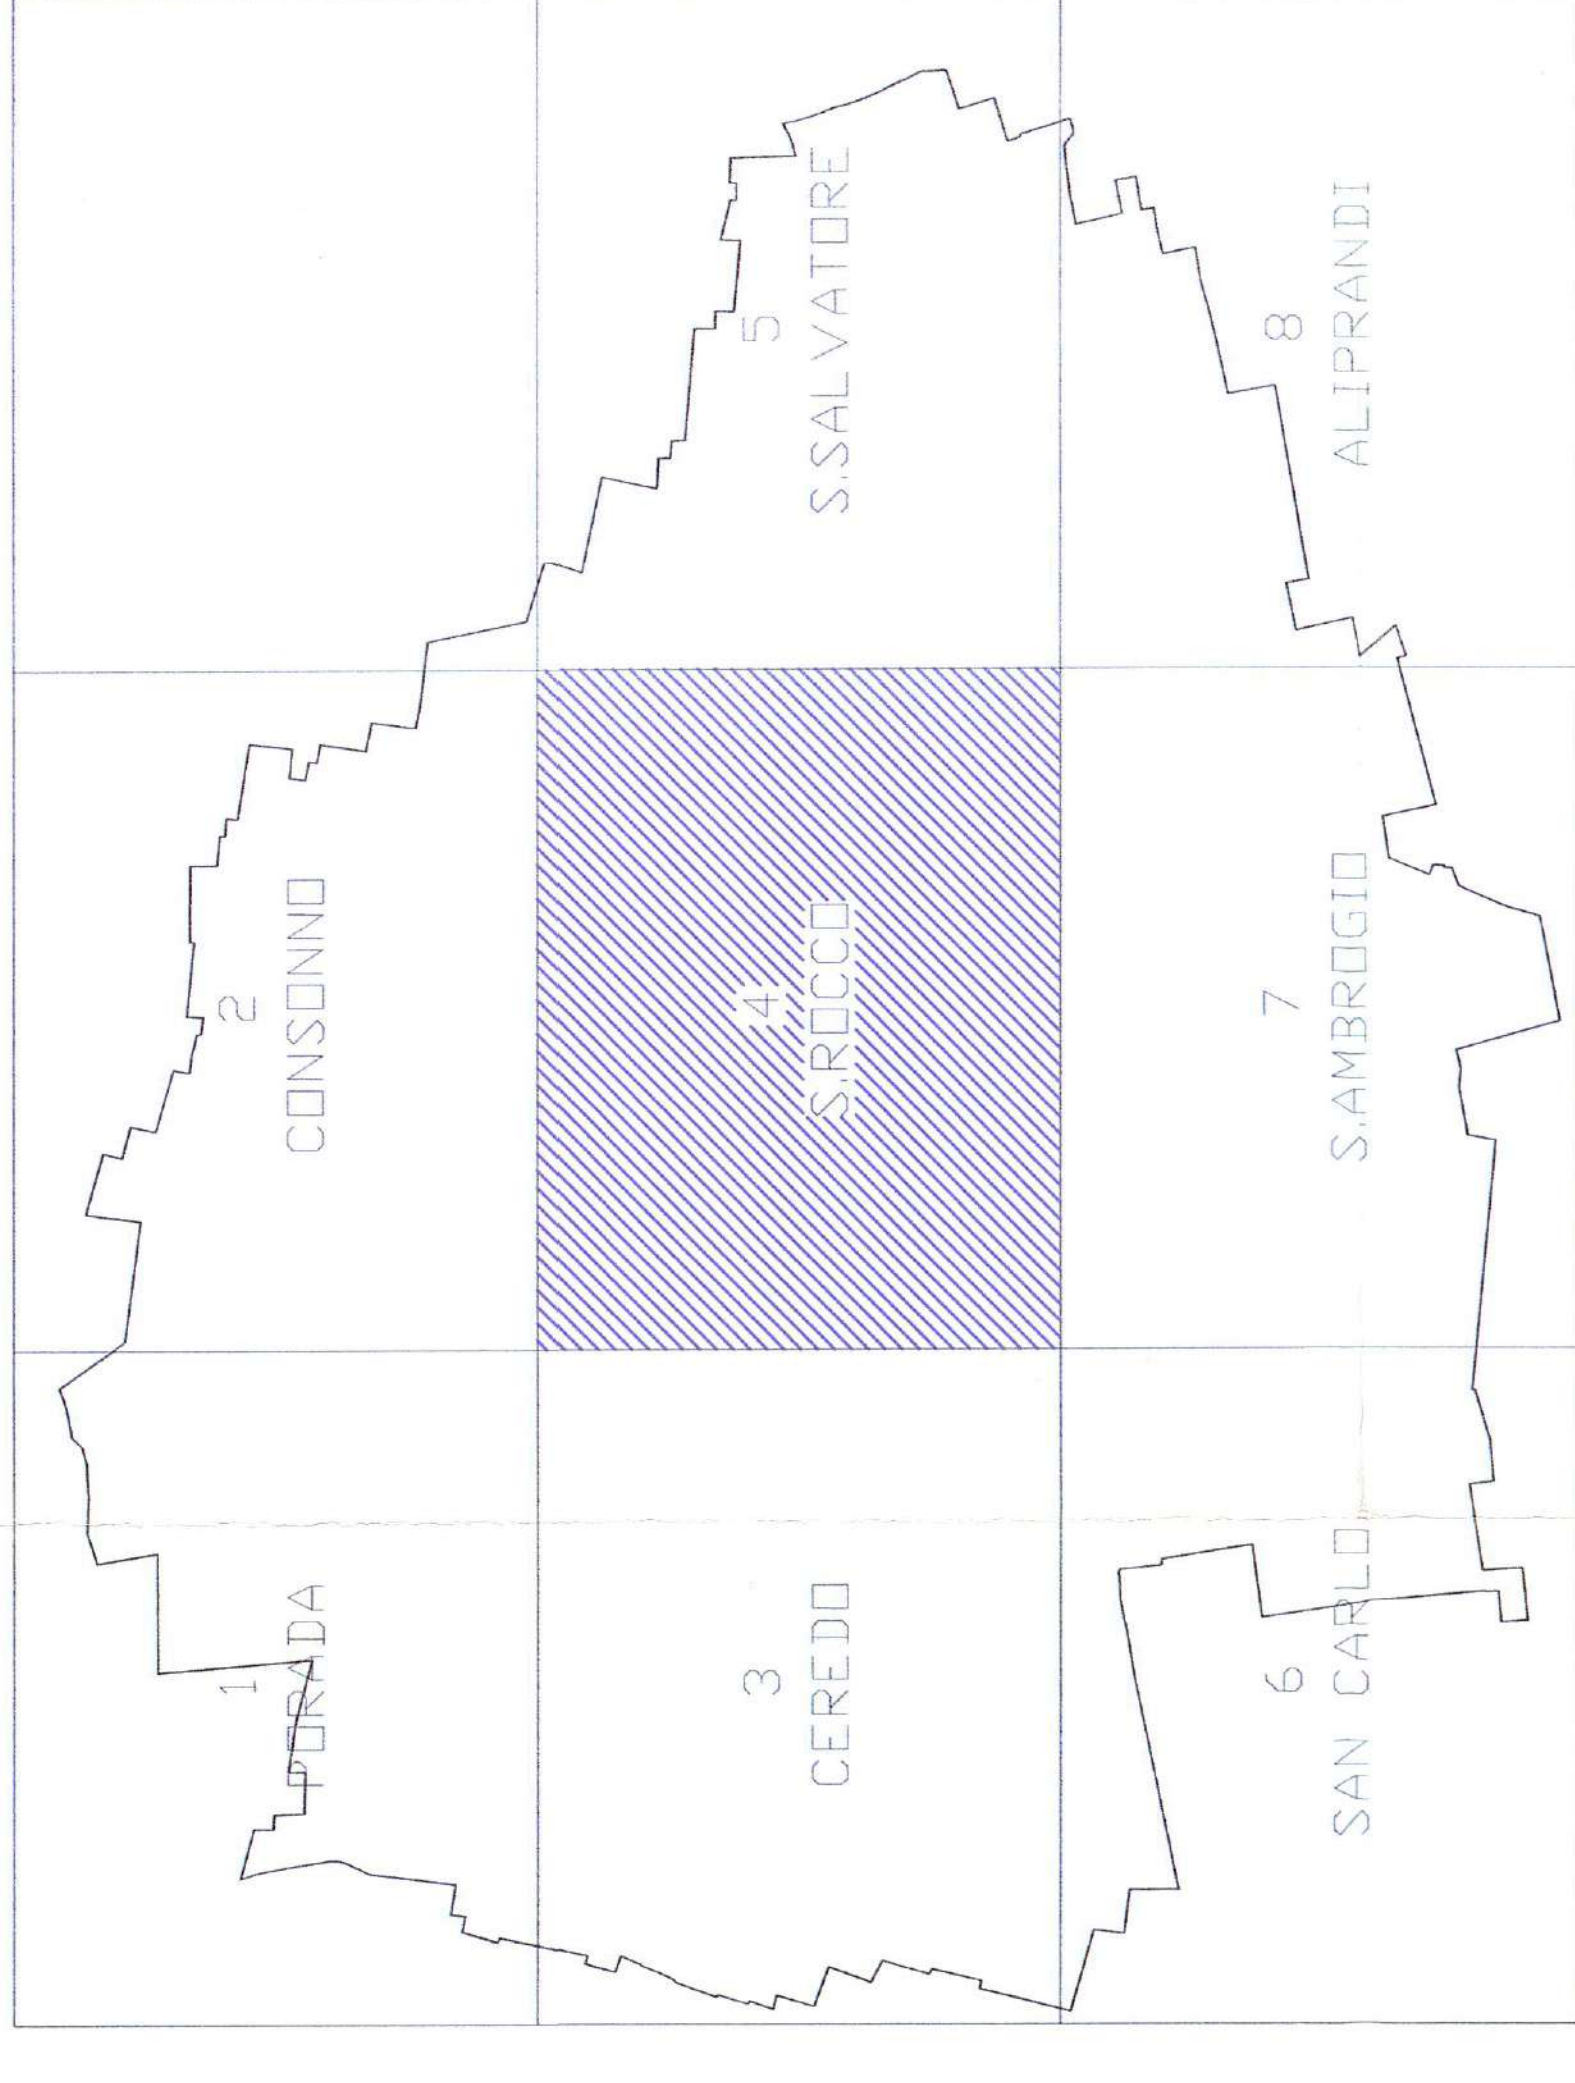 1
PORADA
2
CONSONNO
3
CEREDO
4
S.ROCCO
5
S.SALVATORE
6
SAN CARLO
7
S.AMBROGIO
8
ALIPRANDI